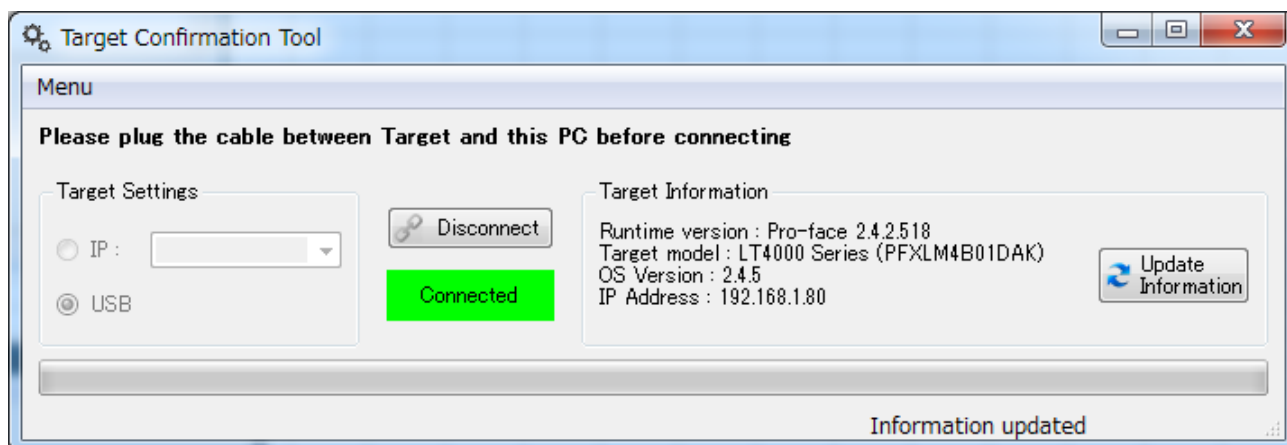 Target Confirmation Tool
Menu
Please plug the cable between Target and this PC before connecting
Target Settings
IP :
USB
Disconnect
Connected
Target Information
Runtime version : Pro-face 2.4.2.518
Target model : LT4000 Series (PFXLM4B01DAK)
OS Version : 2.4.5
IP Address : 192.168.1.80
Update
Information
Information updated